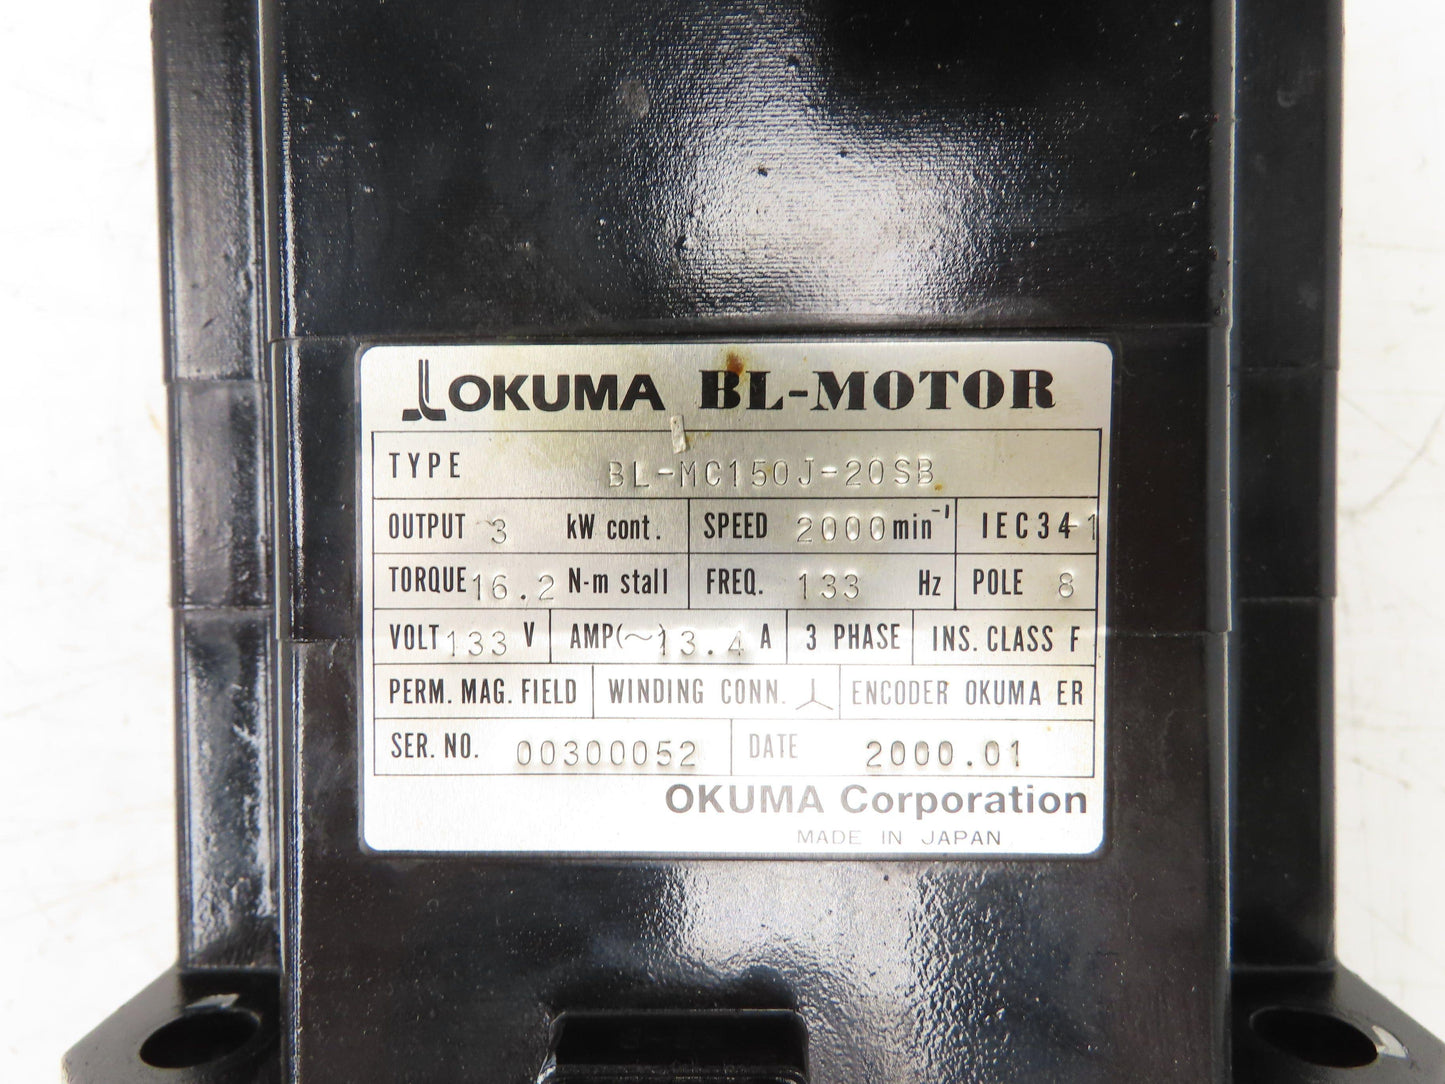 OKUMA BL-MOTOR
TYPE BL-MC150J-20SB
OUTPUT 3 kW cont. SPEED 2000 min⁻¹ IEC34-1
TORQUE 16.2 N-m stall FREQ. 133 Hz POLE 8
VOLT 133 V AMP(~) 13.4 A 3 PHASE INS. CLASS F
PERM. MAG. FIELD WINDING CONN. ENCODER OKUMA ER
SER. NO. 00300052 DATE 2000.01
OKUMA Corporation
MADE IN JAPAN